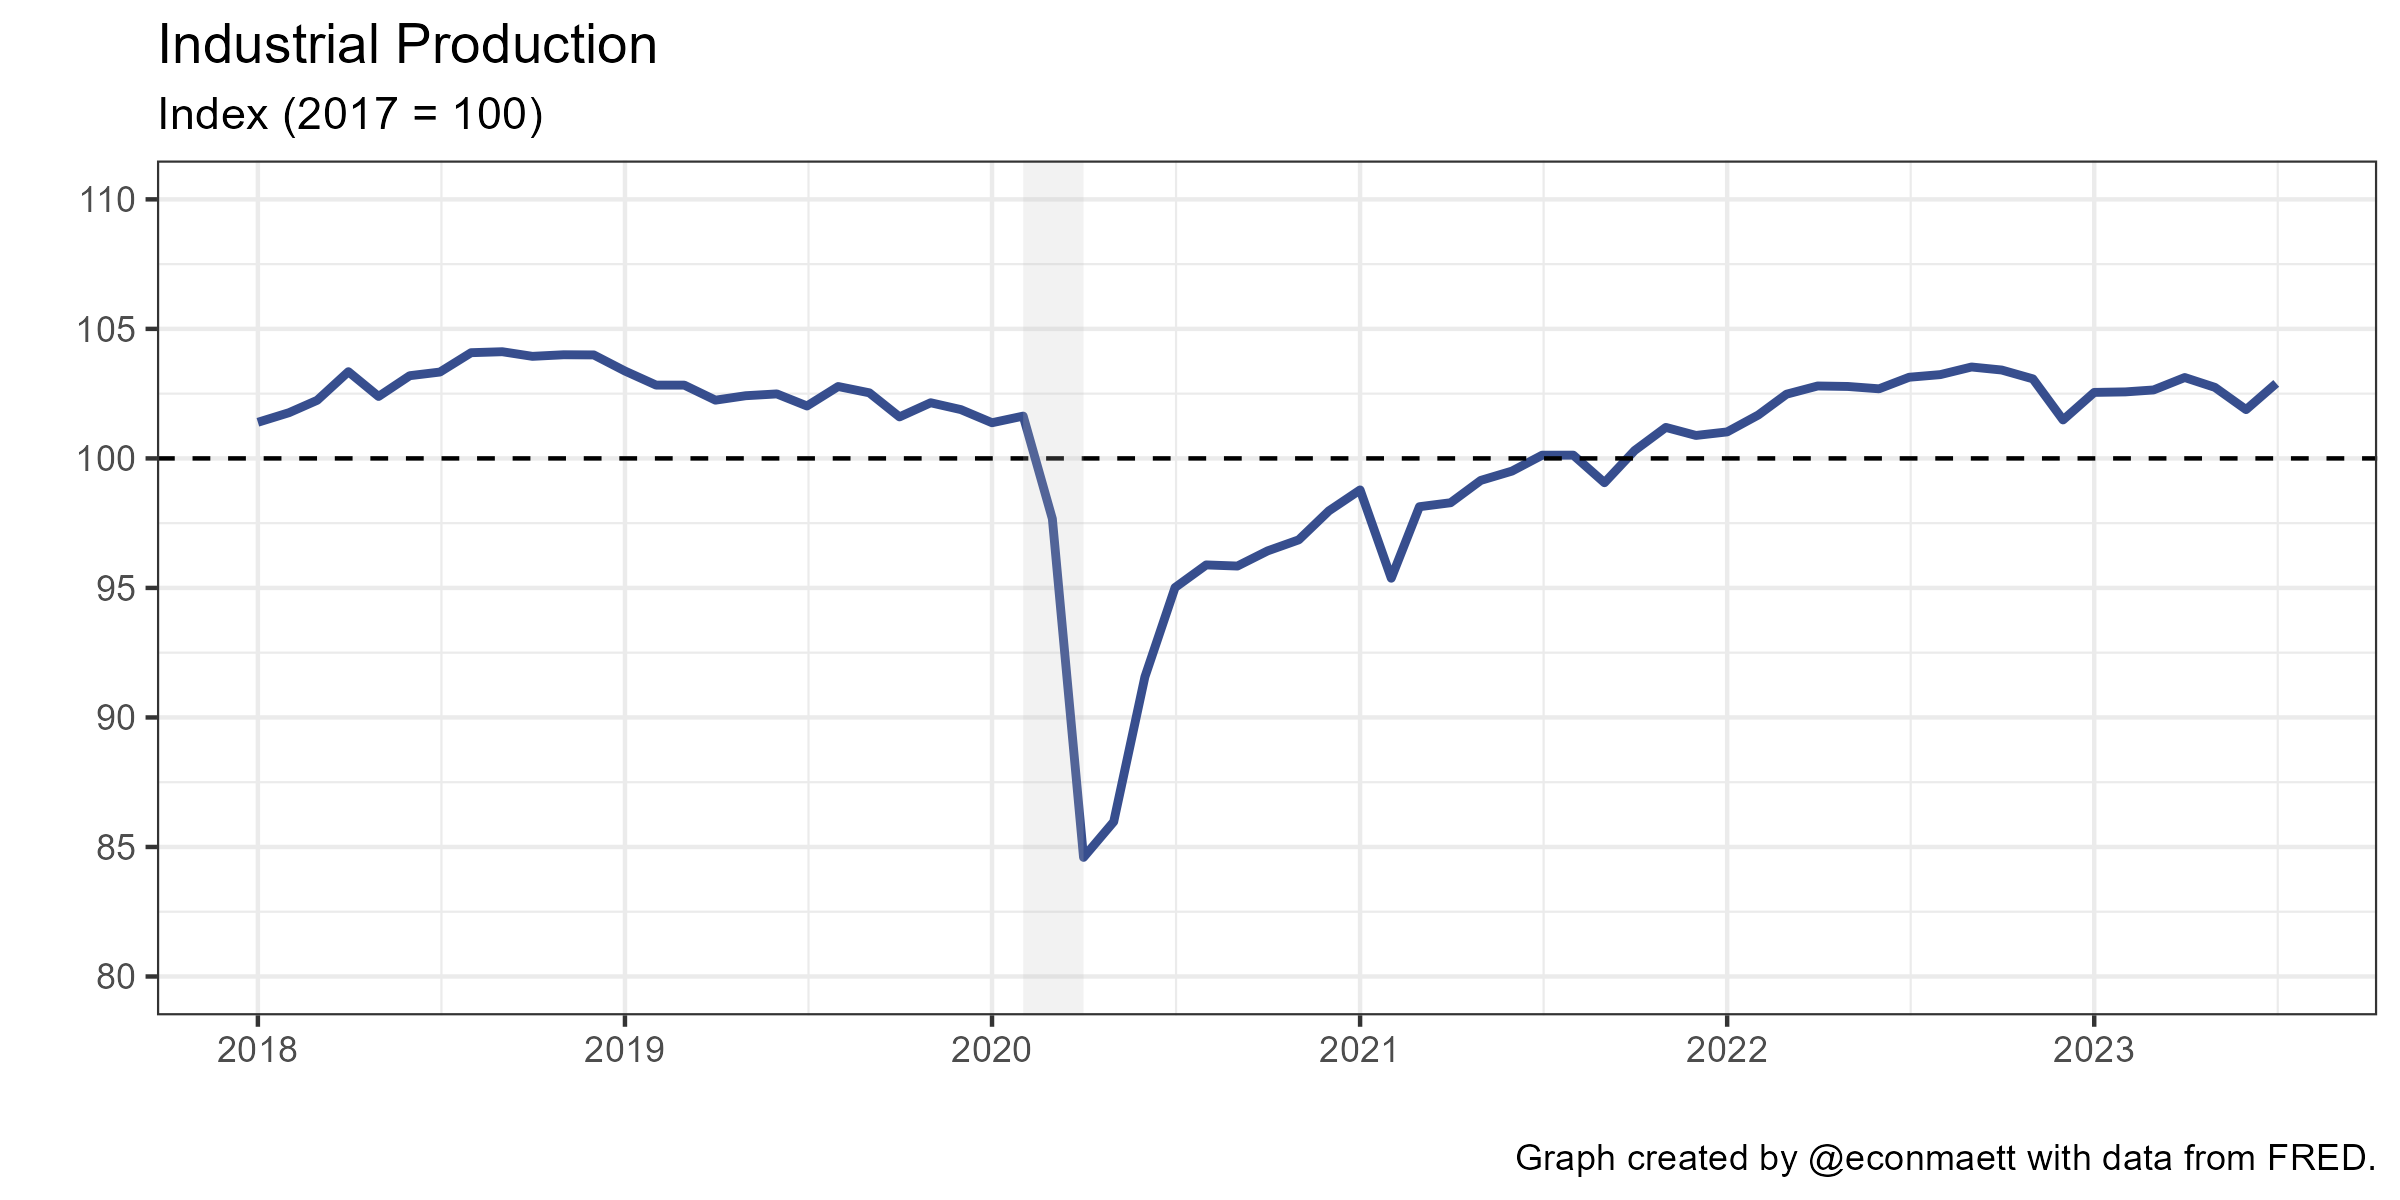 Industrial Production
Index (2017 = 100)
110
105
100
95
90
85
80
2018 2019 2020 2021 2022 2023
Graph created by @econmaett with data from FRED.